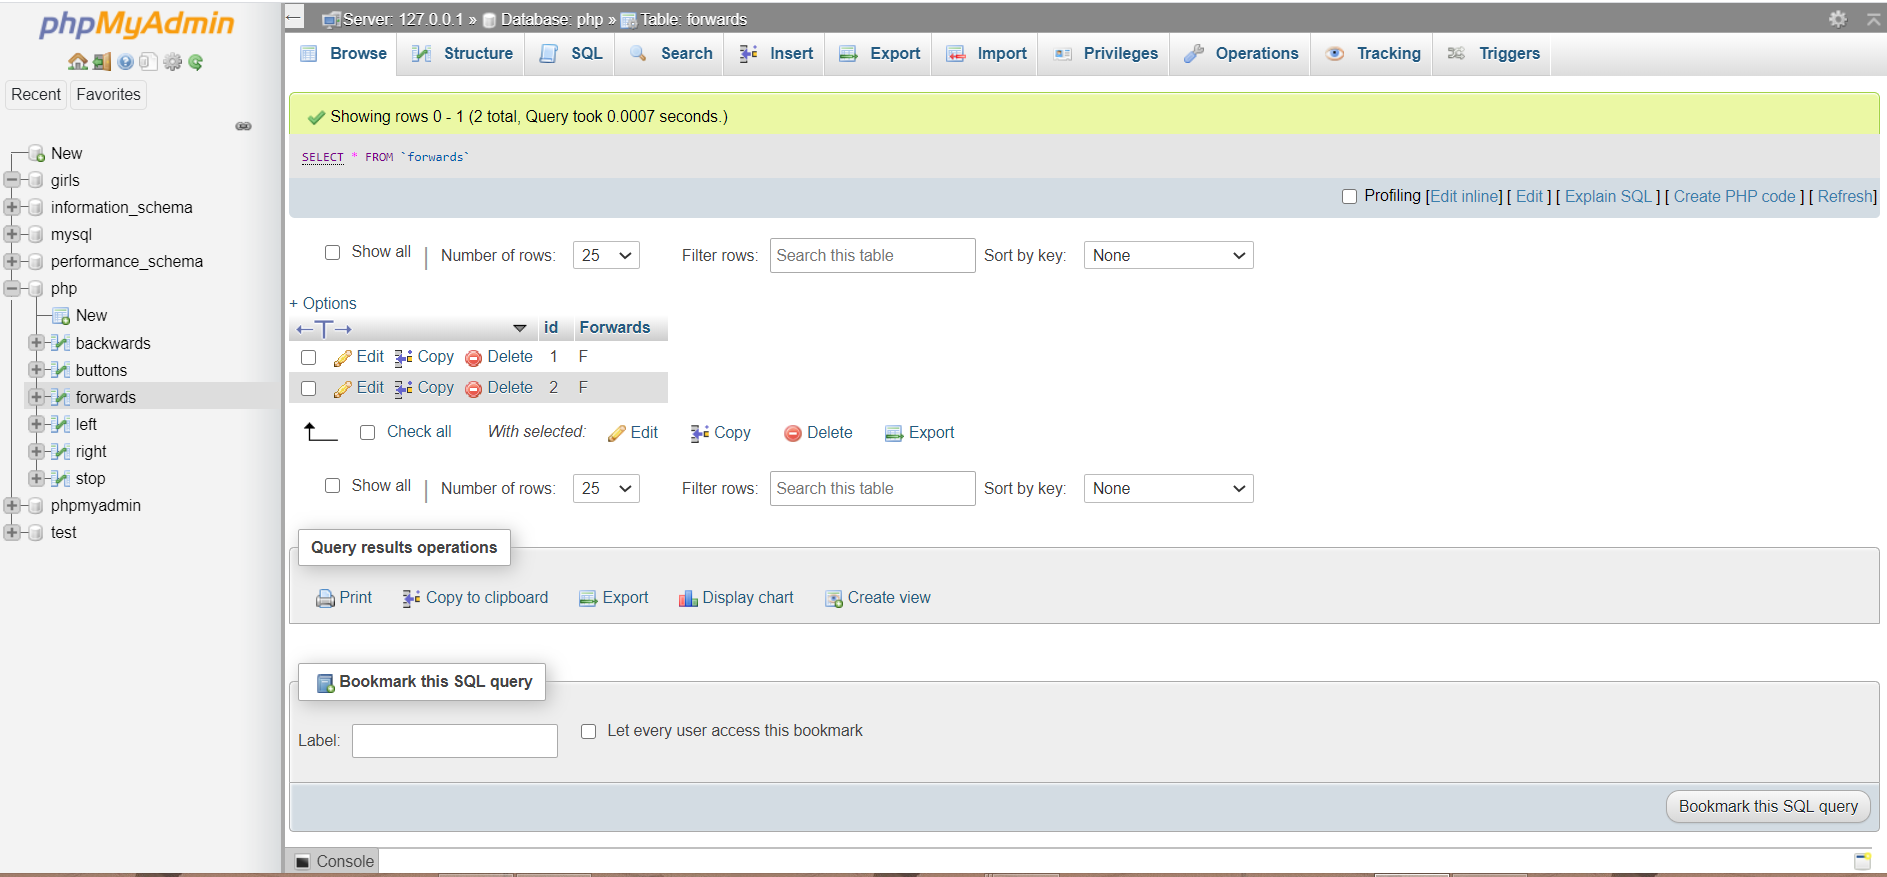 phpMyAdmin
Recent Favorites
New
girls
information_schema
mysql
performance_schema
php
New
backwards
buttons
forwards
left
right
stop
phpmyadmin
test
Server: 127.0.0.1 » Database: php » Table: forwards
Browse Structure SQL Search Insert Export Import Privileges Operations Tracking Triggers
Showing rows 0 - 1 (2 total, Query took 0.0007 seconds.)
SELECT * FROM `forwards`
Profiling [Edit inline] [ Edit ] [ Explain SQL ] [ Create PHP code ] [ Refresh]
Show all | Number of rows: 25 Filter rows: Search this table Sort by key: None
+ Options
←T→ id Forwards
Edit Copy Delete 1 F
Edit Copy Delete 2 F
Check all With selected: Edit Copy Delete Export
Show all | Number of rows: 25 Filter rows: Search this table Sort by key: None
Query results operations
Print Copy to clipboard Export Display chart Create view
Bookmark this SQL query
Label: Let every user access this bookmark
Bookmark this SQL query
Console